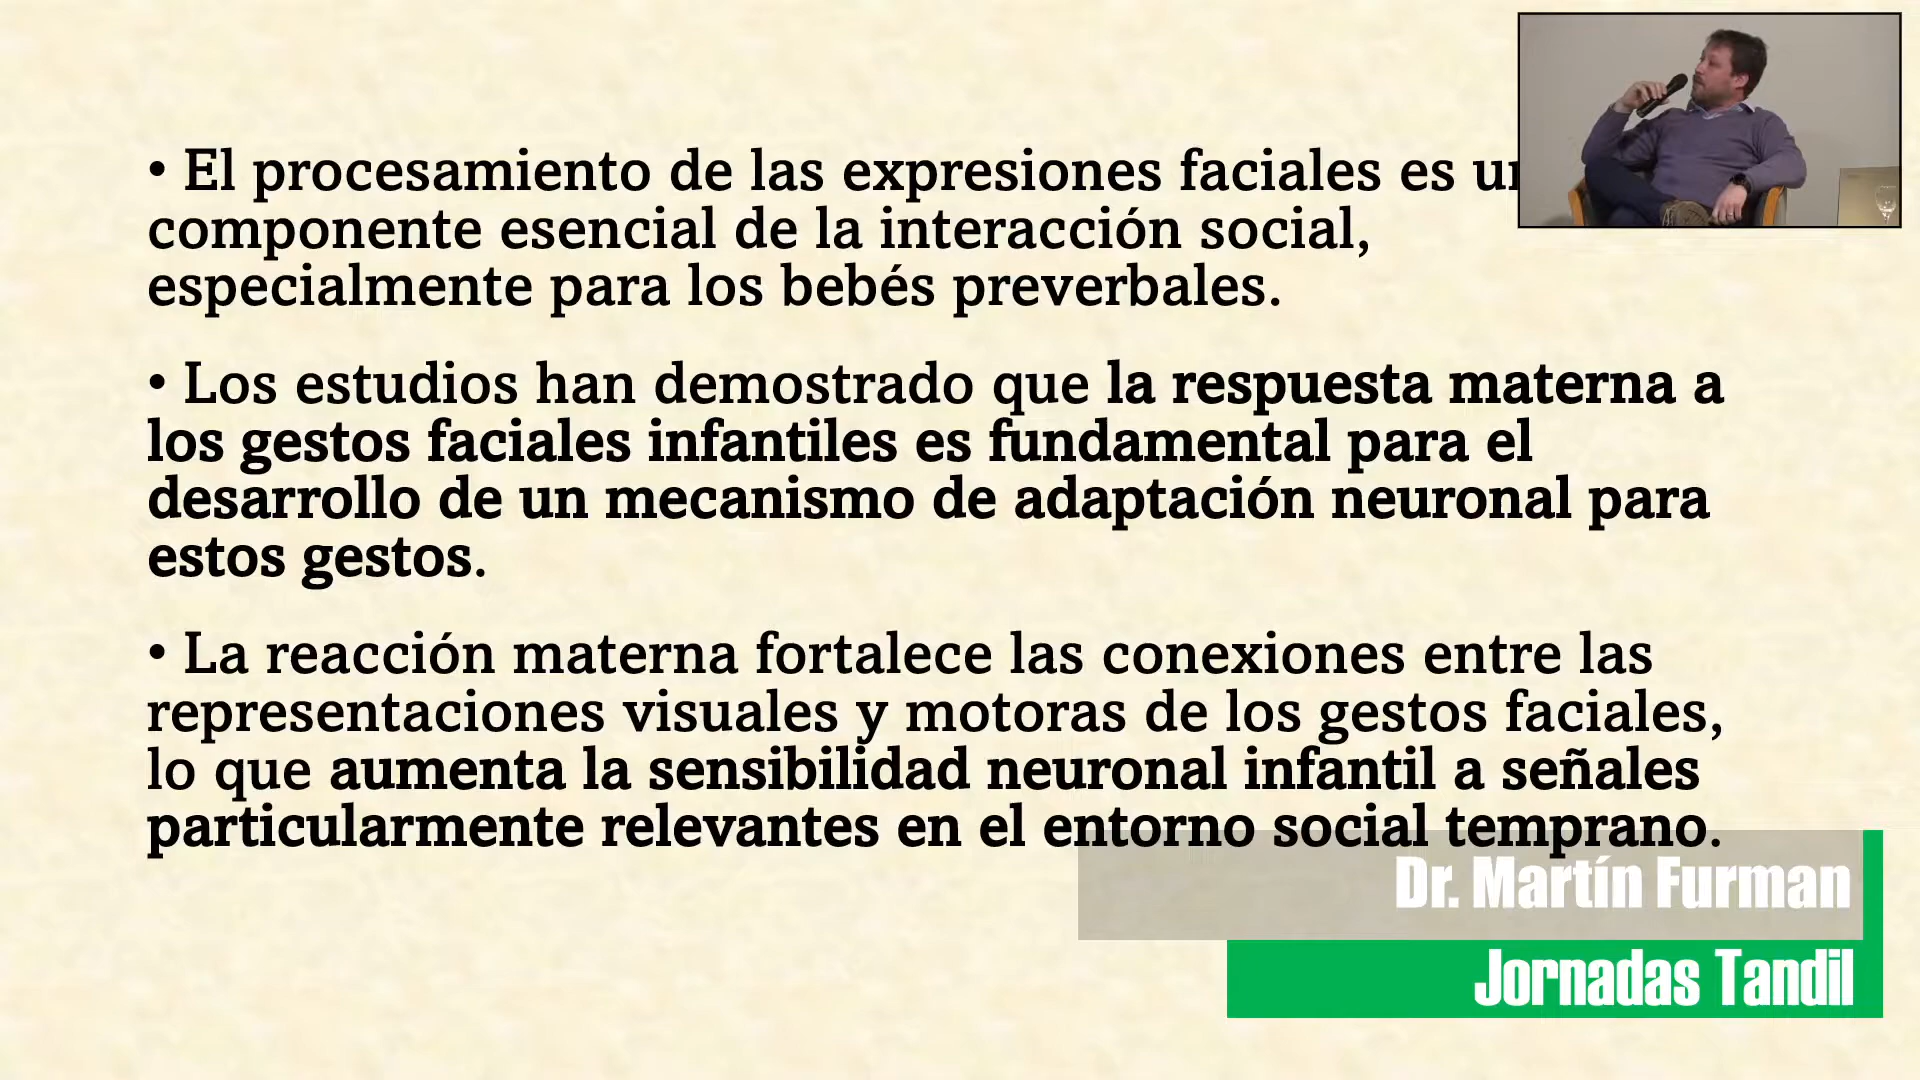 • El procesamiento de las expresiones faciales es
componente esencial de la interacción social,
especialmente para los bebés preverbales.
• Los estudios han demostrado que la respuesta materna a
los gestos faciales infantiles es fundamental para el
desarrollo de un mecanismo de adaptación neuronal para
estos gestos.
• La reacción materna fortalece las conexiones entre las
representaciones visuales y motoras de los gestos faciales,
lo que aumenta la sensibilidad neuronal infantil a señales
particularmente relevantes en el entorno social temprano.
Dr. Martín Furman
Jornadas Tandil